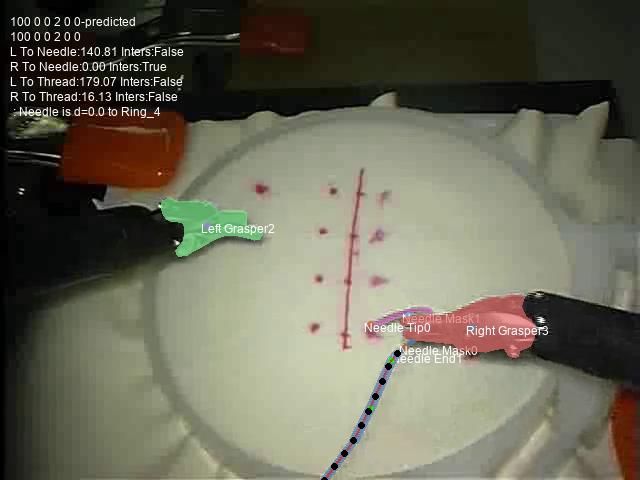 100 0 0 2 0 0-predicted
100 0 0 2 0 0
L To Needle:140.81 Inters:False
R To Needle:0.00 Inters:True
L To Thread:179.07 Inters:False
R To Thread:16.13 Inters:False
: Needle is d=0.0 to Ring_4
Left Grasper2
Needle Mask1
Needle Tip0
Right Grasper3
Needle Mask0
Needle End1